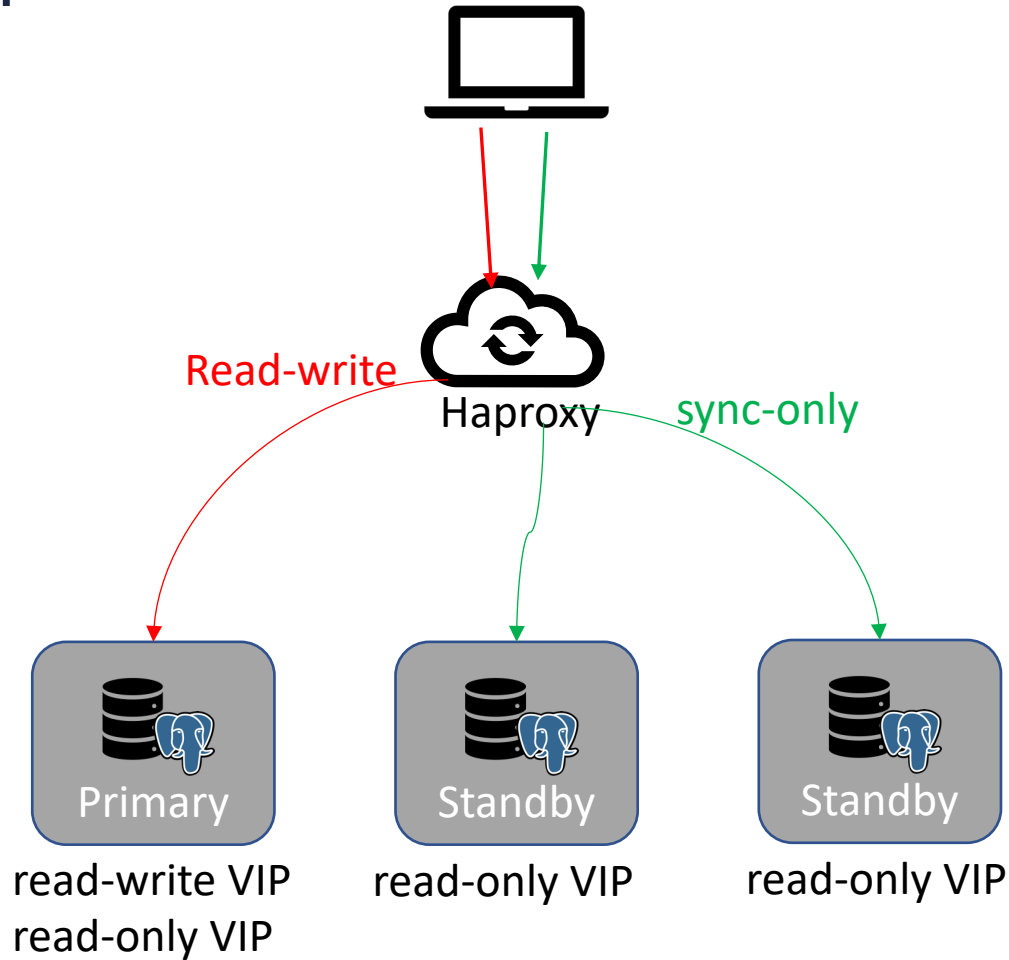 Read-write
Haproxy
sync-only
Primary
Standby
Standby
read-write VIP
read-only VIP
read-only VIP
read-only VIP